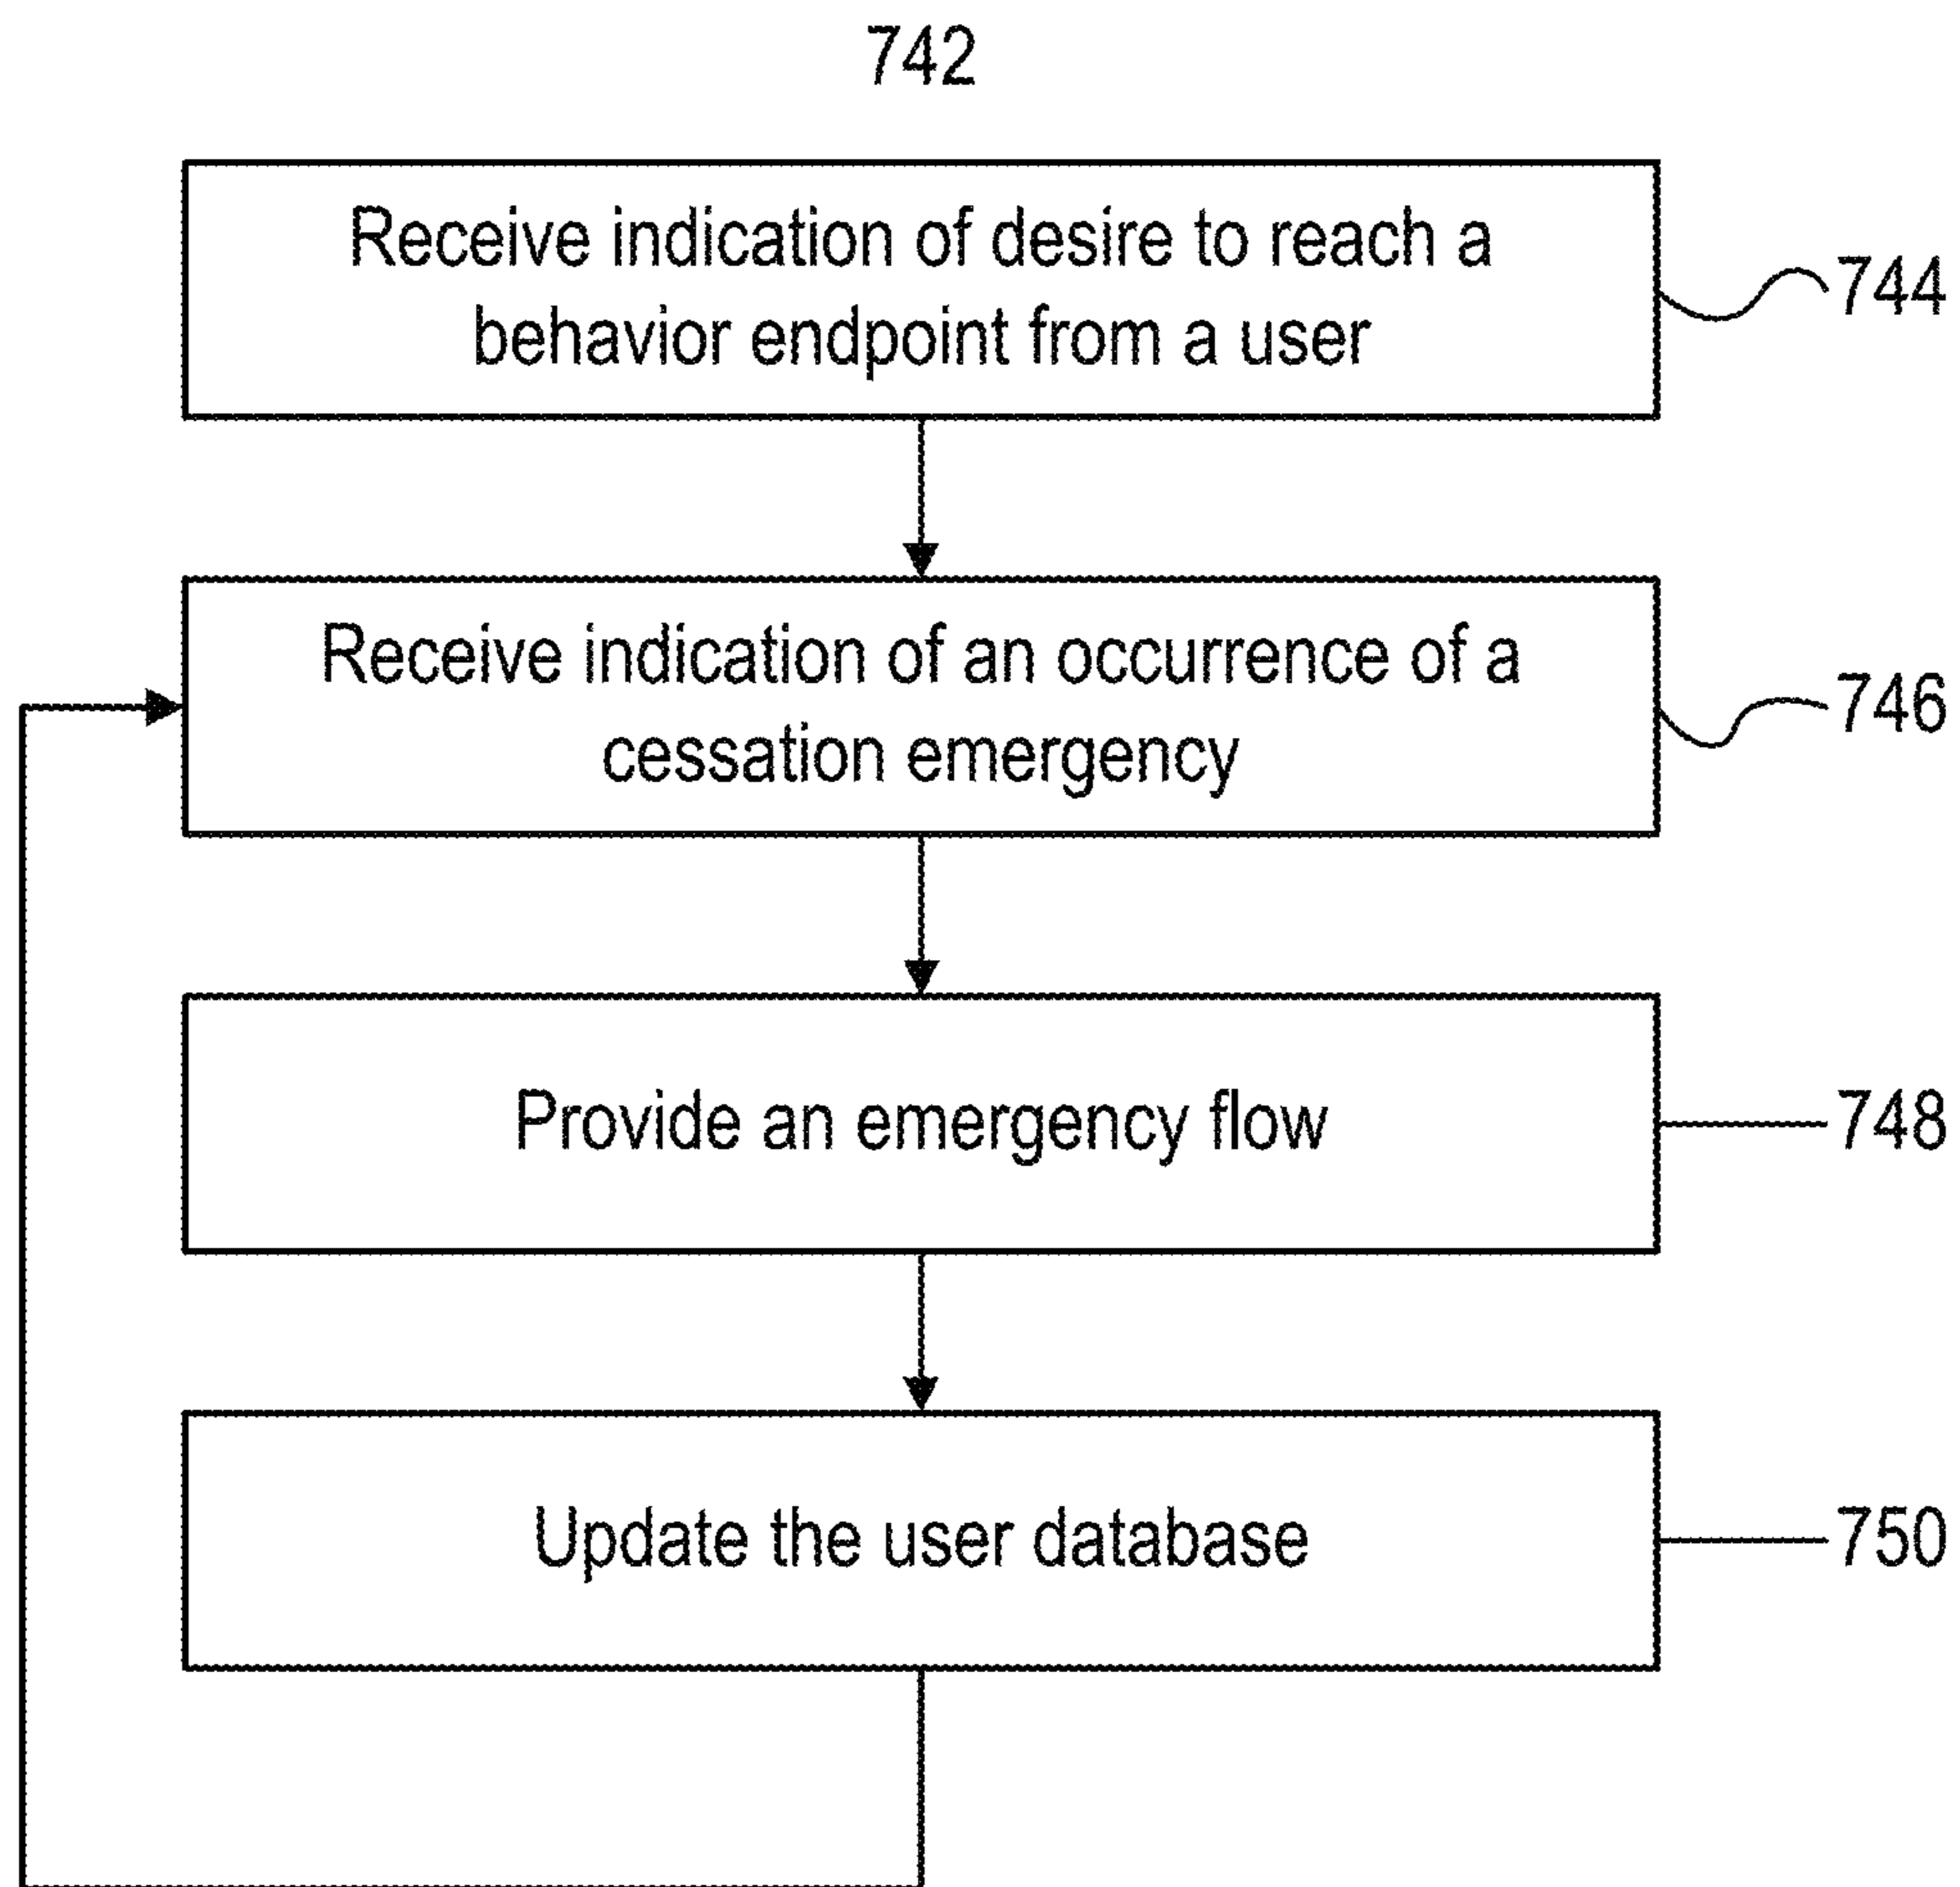 742
Receive indication of desire to reach a
behavior endpoint from a user
744
Receive indication of an occurrence of a
cessation emergency
746
Provide an emergency flow
748
Update the user database
750